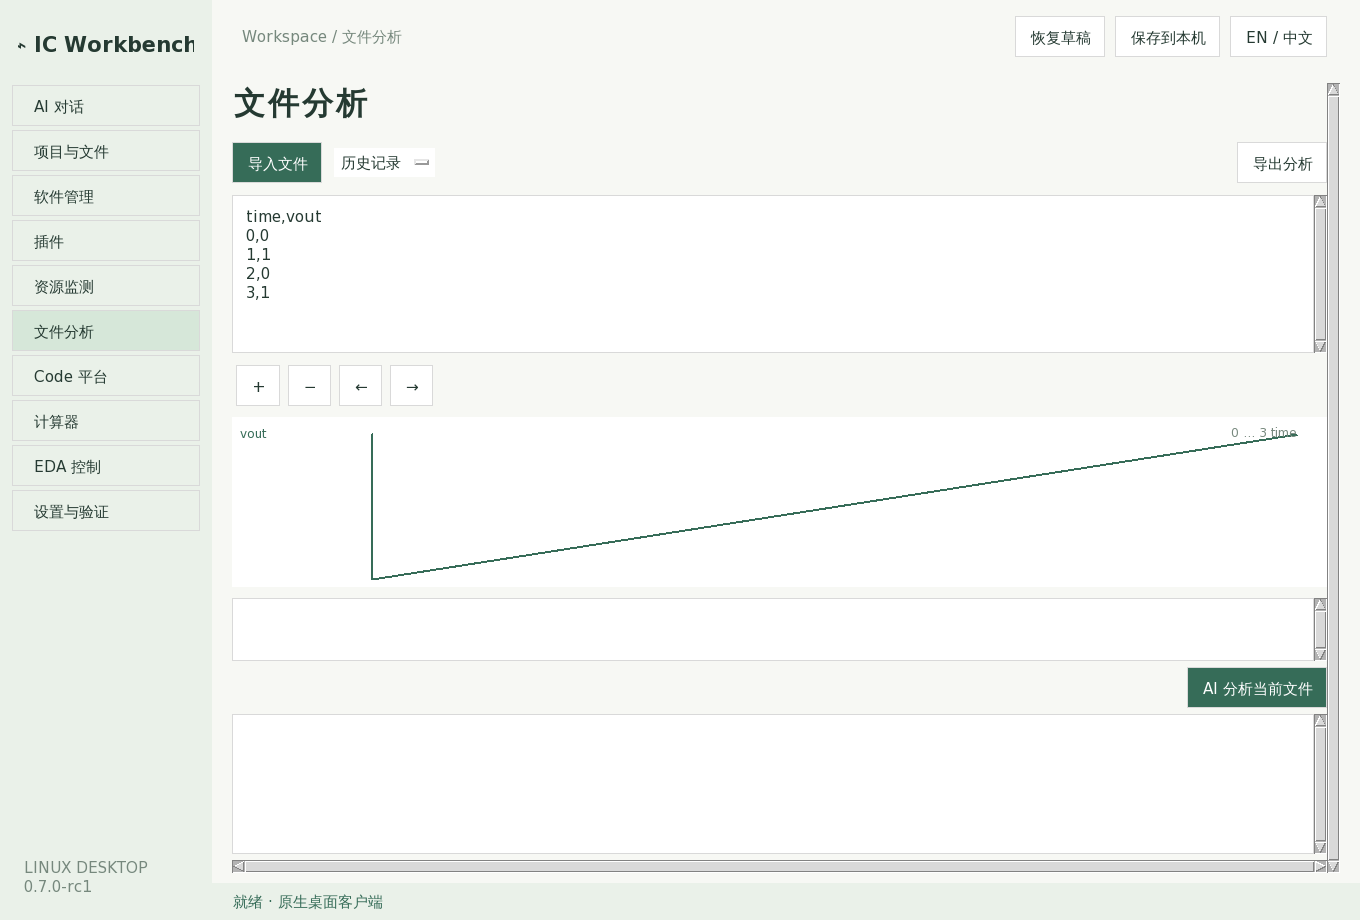 IC Workbench
AI 对话
项目与文件
软件管理
插件
资源监测
文件分析
Code 平台
计算器
EDA 控制
设置与验证
LINUX DESKTOP
0.7.0-rc1
Workspace / 文件分析
恢复草稿
保存到本机
EN / 中文
文件分析
导入文件
历史记录
导出分析
time,vout
0,0
1,1
2,0
3,1
+ − ← →
vout
0 … 3 time
AI 分析当前文件
就绪 · 原生桌面客户端